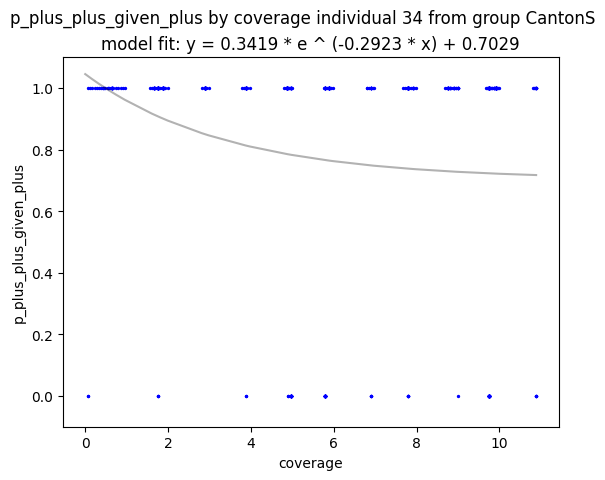 p_plus_plus_given_plus by coverage individual 34 from group CantonS
model fit: y = 0.3419 * e ^ (-0.2923 * x) + 0.7029
1.0
0.8
0.6
0.4
0.2
0.0
p_plus_plus_given_plus
0 2 4 6 8 10
coverage